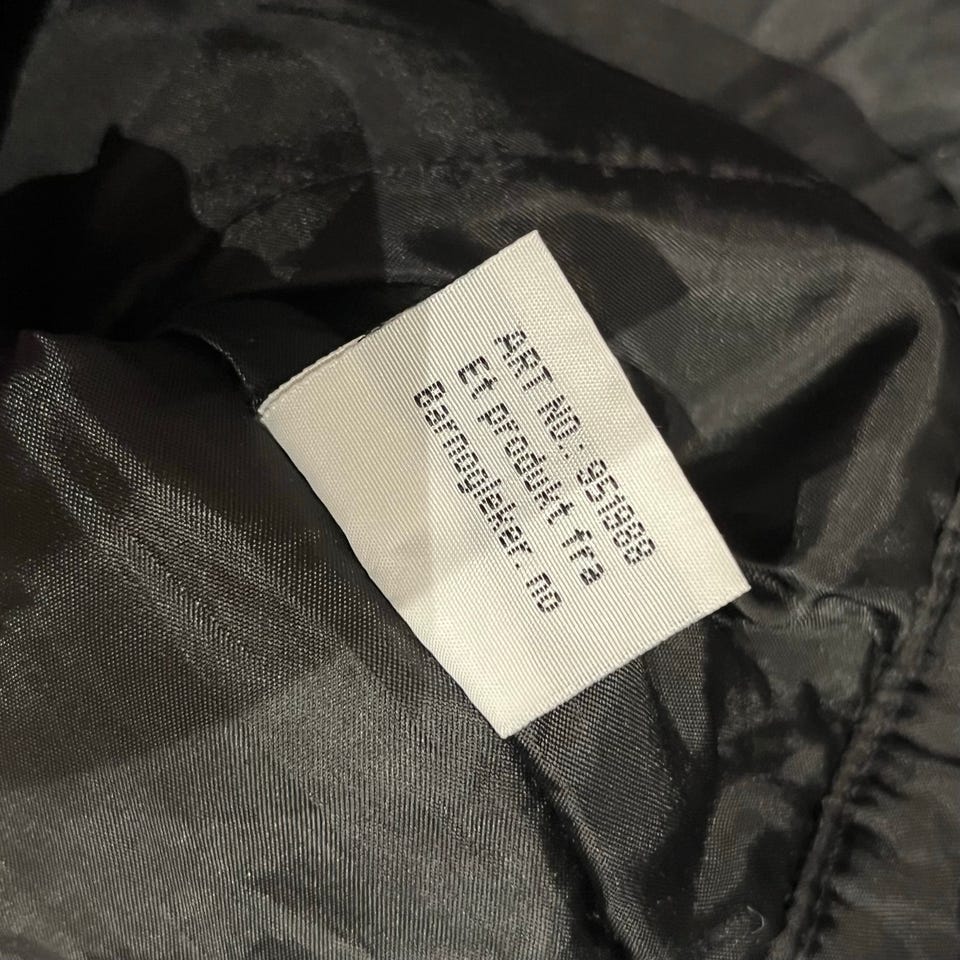 ART NO.: 951988
Et produkt fra
Barnogleker.no